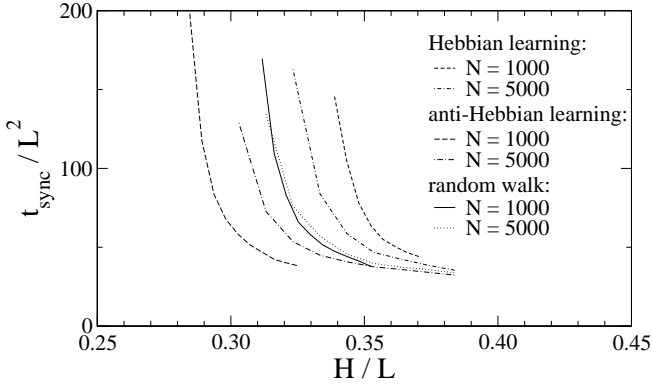 200
100
0
t_sync / L^2
Hebbian learning:
N = 1000
N = 5000
anti-Hebbian learning:
N = 1000
N = 5000
random walk:
N = 1000
N = 5000
0.25 0.30 0.35 0.40 0.45
H / L